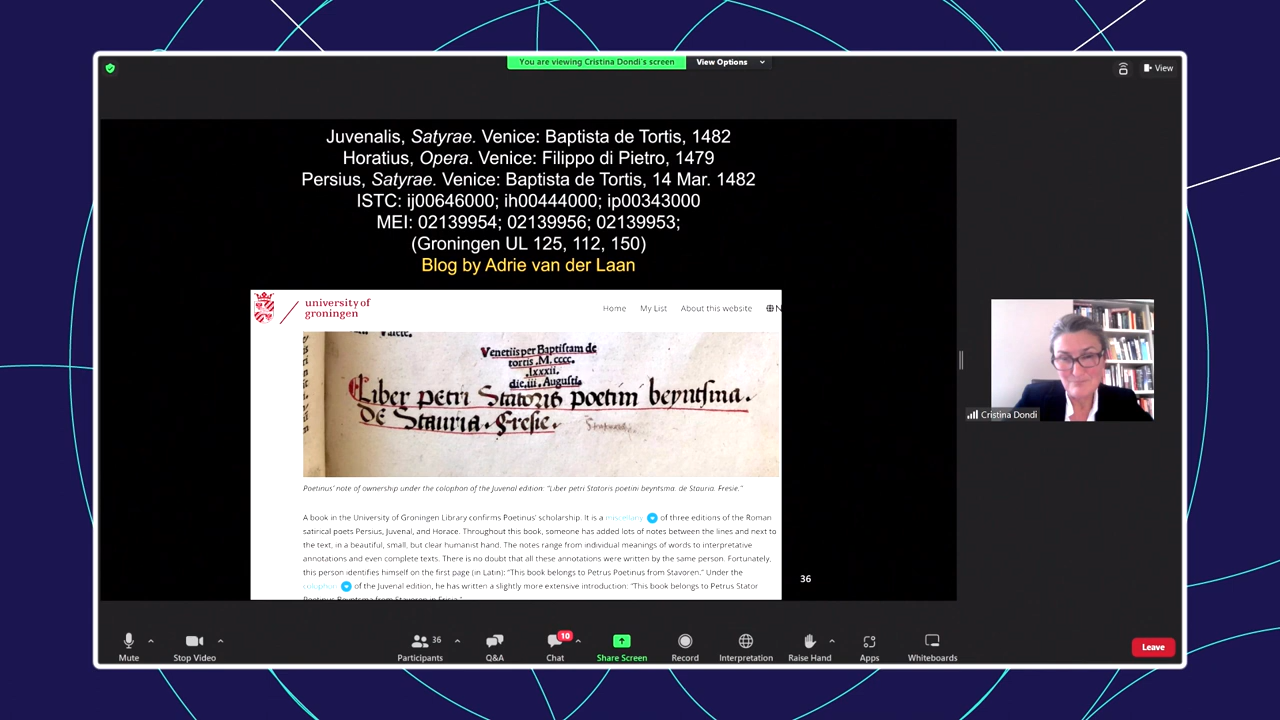 You are viewing Cristina Dondi's screen
View Options
View
Juvenalis, Satyrae. Venice: Baptista de Tortis, 1482
Horatius, Opera. Venice: Filippo di Pietro, 1479
Persius, Satyrae. Venice: Baptista de Tortis, 14 Mar. 1482
ISTC: ij00646000; ih00444000; ip00343000
MEI: 02139954; 02139956; 02139953;
(Groningen UL 125, 112, 150)
Blog by Adrie van der Laan
university of
groningen
Home My List About this website N
Valete.
Venetiis per Baptistam de
tortis .M.cccc.
lxxxii.
die.iii. Augusti.
Liber petri Statoris poetini beyntsma.
De Stauria. Fresie.
Poetinus' note of ownership under the colophon of the Juvenal edition: "Liber petri Statoris poetini beyntsma. de Stauria. Fresie."
A book in the University of Groningen Library confirms Poetinus' scholarship. It is a miscellany of three editions of the Roman
satirical poets Persius, Juvenal, and Horace. Throughout this book, someone has added lots of notes between the lines and next to
the text, in a beautiful, small, but clear humanist hand. The notes range from individual meanings of words to interpretative
annotations and even complete texts. There is no doubt that all these annotations were written by the same person. Fortunately,
this person identifies himself on the first page (in Latin): "This book belongs to Petrus Poetinus from Stavoren." Under the
colophon of the Juvenal edition, he has written a slightly more extensive introduction: "This book belongs to Petrus Stator
Poetinus Beyntsma from Stavoren in Frisia."
36
Cristina Dondi
Mute
Stop Video
36
Participants
Q&A
10
Chat
Share Screen
Record
Interpretation
Raise Hand
Apps
Whiteboards
Leave